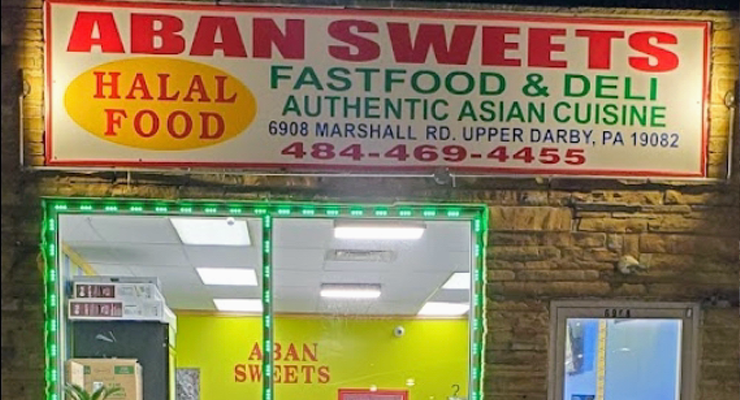 ABAN SWEETS
HALAL
FOOD
FASTFOOD & DELI
AUTHENTIC ASIAN CUISINE
6908 MARSHALL RD. UPPER DARBY, PA 19082
484-469-4455
ABAN
SWEETS